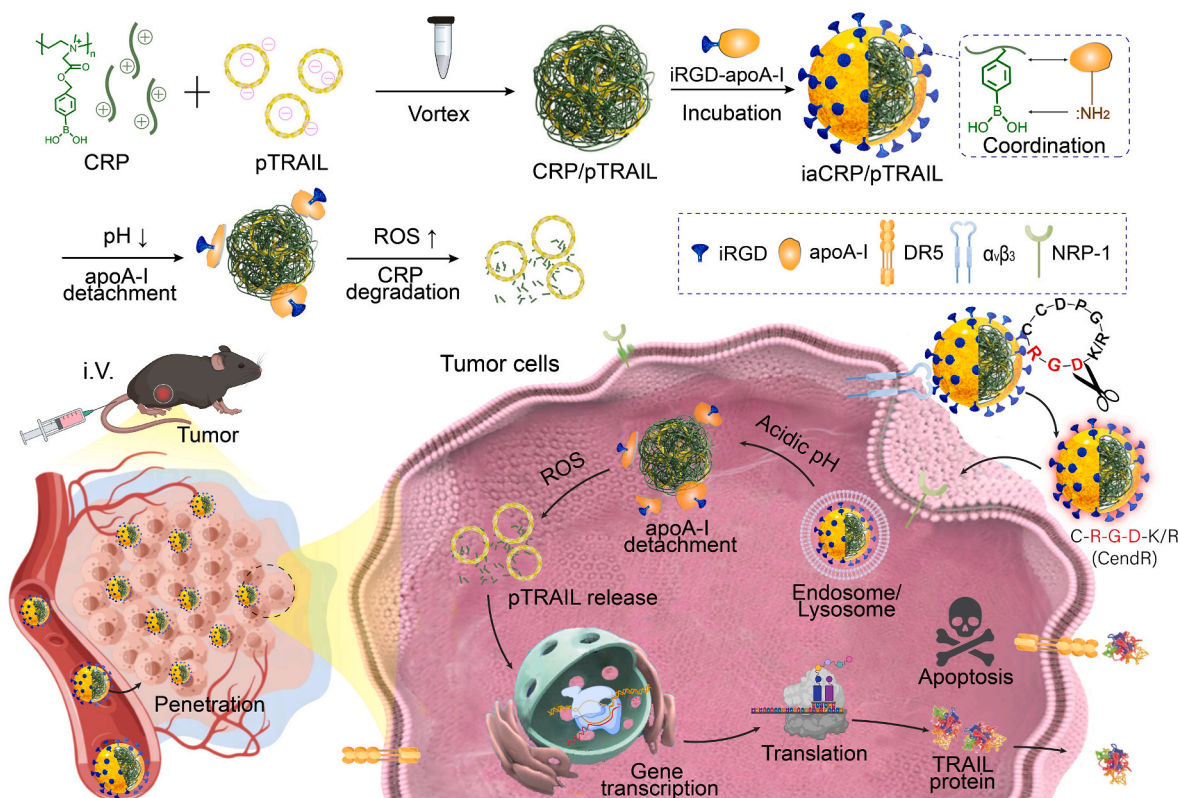 N
+
n
O
O
B
HO
OH
CRP
+
pTRAIL
Vortex
CRP/pTRAIL
iRGD-apoA-I
Incubation
iaCRP/pTRAIL
B
HO
OH
:NH2
Coordination
pH ↓
apoA-I
detachment
ROS ↑
CRP
degradation
iRGD
apoA-I
DR5
αvβ3
NRP-1
i.V.
Tumor
Penetration
Tumor cells
C C D P G K/R
R G D
C-R-G-D-K/R
(CendR)
Acidic pH
ROS
apoA-I
detachment
Endosome/
Lysosome
pTRAIL release
Gene
transcription
Translation
Apoptosis
TRAIL
protein